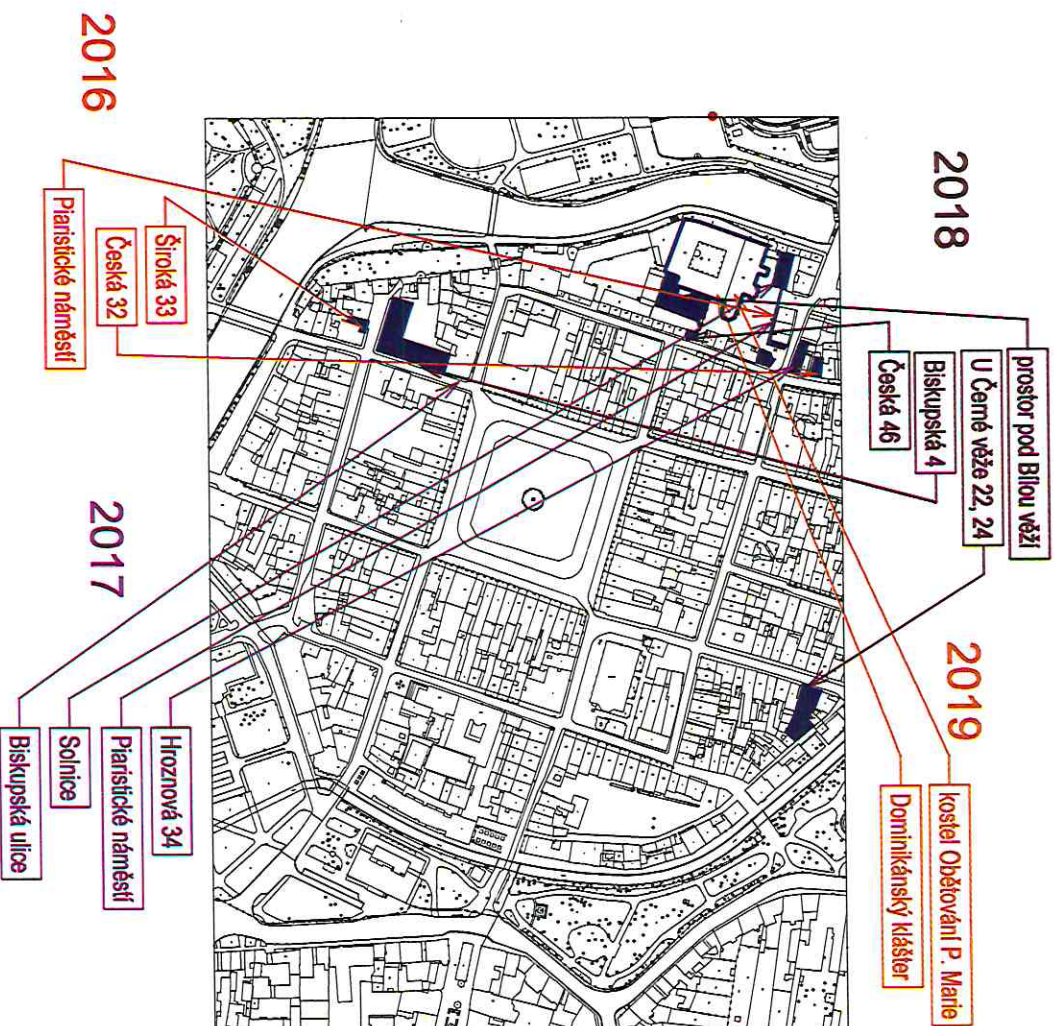 2016
Široká 33
Česká 32
Piaristické náměstí
2018
prostor pod Bílou věží
U Černé věže 22, 24
Biskupská 4
Česká 46
2017
Hroznová 34
Piaristické náměstí
Solnice
Biskupská ulice
2019
kostel Obětování P. Marie
Dominikánský klášter